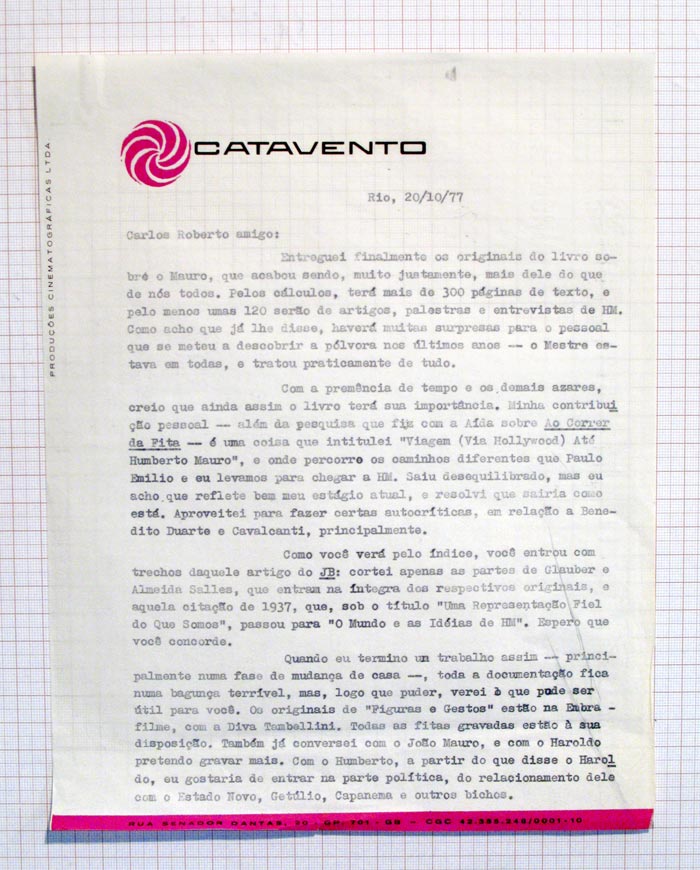 CATAVENTO
PRODUÇÕES CINEMATOGRÁFICAS LTDA
Rio, 20/10/77
Carlos Roberto amigo:
Entreguei finalmente os originais do livro so-
bre o Mauro, que acabou sendo, muito justamente, mais dele do que
de nós todos. Pelos cálculos, terá mais de 300 páginas de texto, e
pelo menos umas 120 serão de artigos, palestras e entrevistas de HM.
Como acho que já lhe disse, haverá muitas surpresas para o pessoal
que se meteu a descobrir a pólvora nos últimos anos -- o Mestre es-
tava em todas, e tratou praticamente de tudo.
Com a premência de tempo e os demais azares,
creio que ainda assim o livro terá sua importância. Minha contribui
ção pessoal -- além da pesquisa que fiz com a Aída sobre Ao Correr
da Fita -- é uma coisa que intitulei "Viagem (Via Hollywood) Até
Humberto Mauro", e onde percorro os caminhos diferentes que Paulo
Emilio e eu levamos para chegar a HM. Saiu desequilibrado, mas eu
acho que reflete bem meu estágio atual, e resolvi que sairia como
está. Aproveitei para fazer certas autocríticas, em relação a Bene-
dito Duarte e Cavalcanti, principalmente.
Como você verá pelo índice, você entrou com
trechos daquele artigo do JB: cortei apenas as partes de Glauber e
Almeida Salles, que entram na íntegra dos respectivos originais, e
aquela citação de 1937, que, sob o título "Uma Representação Fiel
do Que Somos", passou para "O Mundo e as Idéias de HM". Espero que
você concorde.
Quando eu termino um trabalho assim -- princi-
palmente numa fase de mudança de casa --, toda a documentação fica
numa bagunça terrível, mas, logo que puder, verei o que pode ser
útil para você. Os originais de "Figuras e Gestos" estão na Embra -
filme, com a Diva Tambellini. Todas as fitas gravadas estão à sua
disposição. Também já conversei com o João Mauro, e com o Haroldo
pretendo gravar mais. Com o Humberto, a partir do que disse o Harol
do, eu gostaria de entrar na parte política, do relacionamento dele
com o Estado Novo, Getúlio, Capanema e outros bichos.
RUA SENADOR DANTAS, 20 - GR. 701 - GB - CGC 42.386.248/0001-10